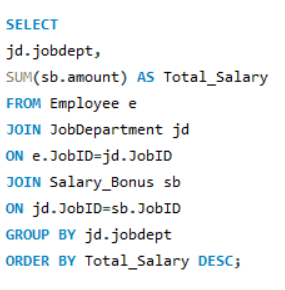 SELECT
jd.jobdept,
SUM(sb.amount) AS Total_Salary
FROM Employee e
JOIN JobDepartment jd
ON e.JobID=jd.JobID
JOIN Salary_Bonus sb
ON jd.JobID=sb.JobID
GROUP BY jd.jobdept
ORDER BY Total_Salary DESC;